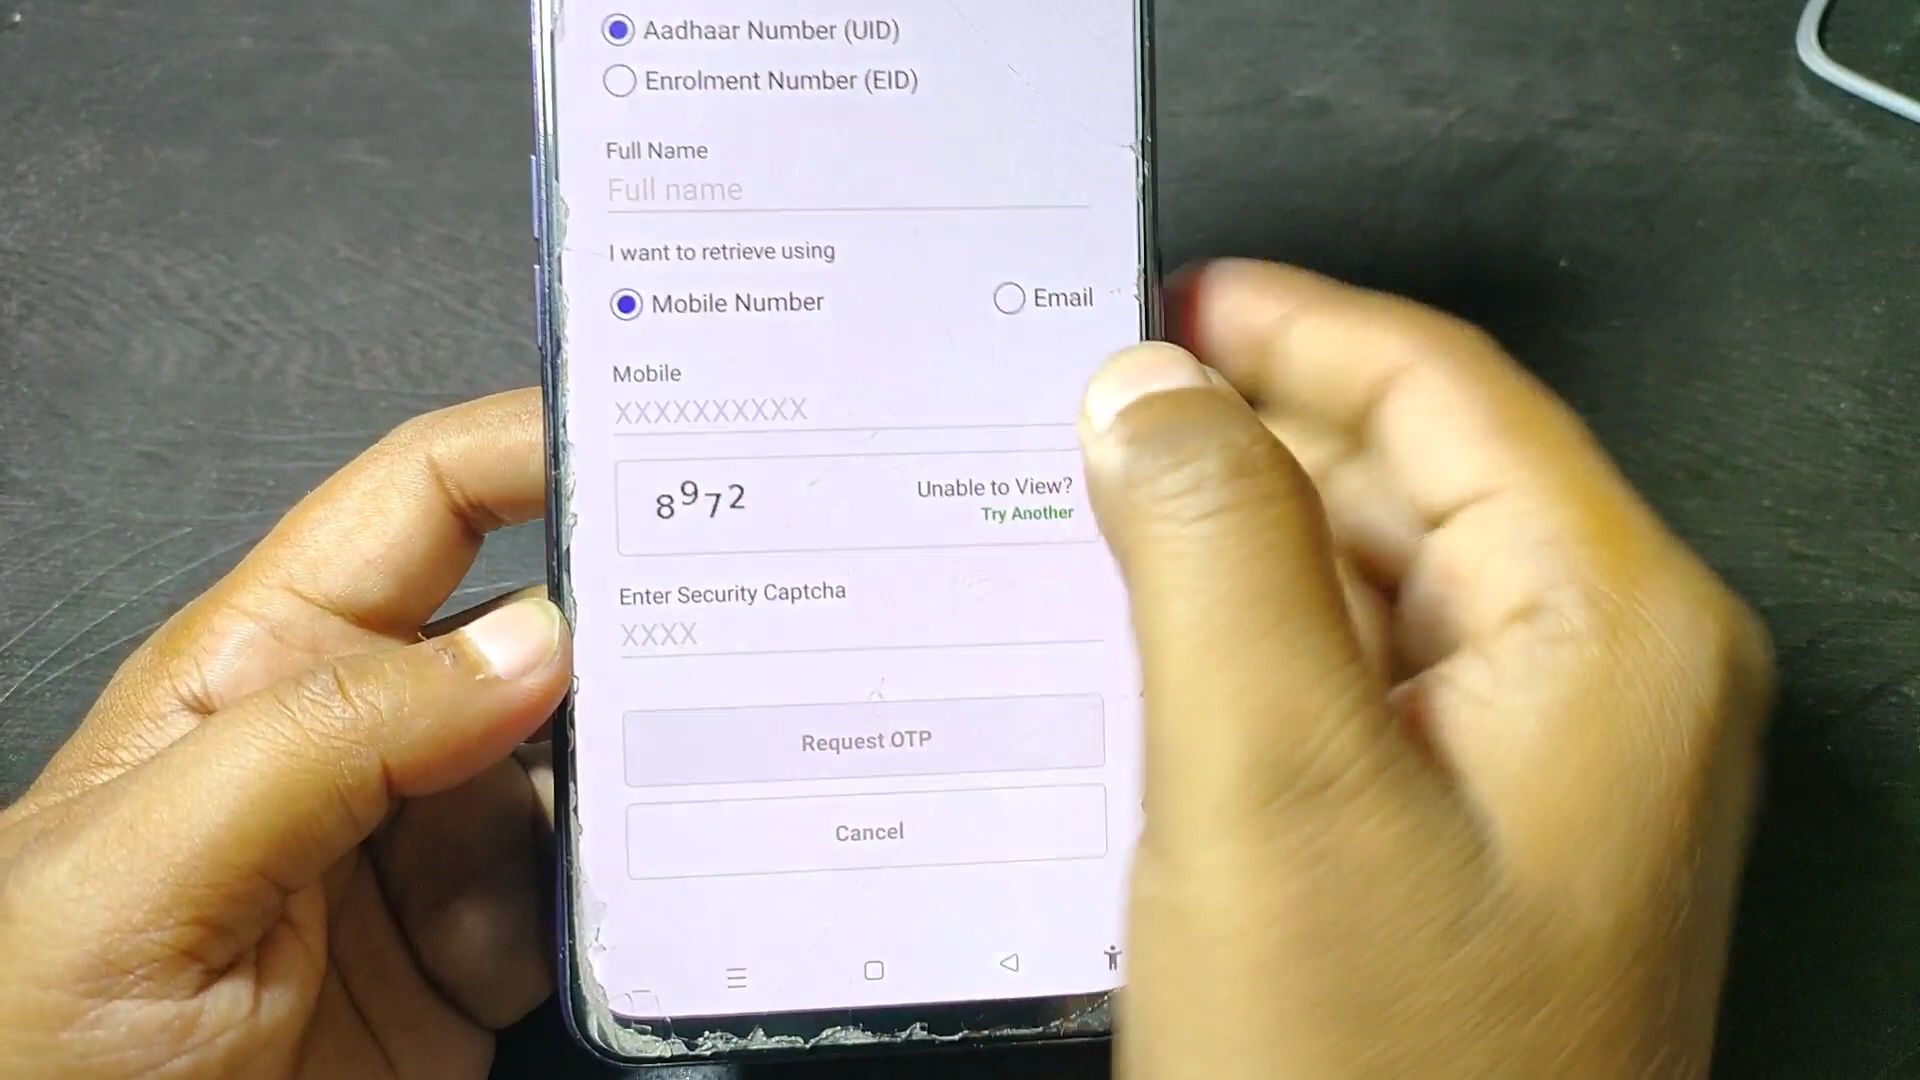 Aadhaar Number (UID)
Enrolment Number (EID)
Full Name
Full name
I want to retrieve using
Mobile Number
Email
Mobile
XXXXXXXXXX
8972
Unable to View?
Try Another
Enter Security Captcha
XXXX
Request OTP
Cancel